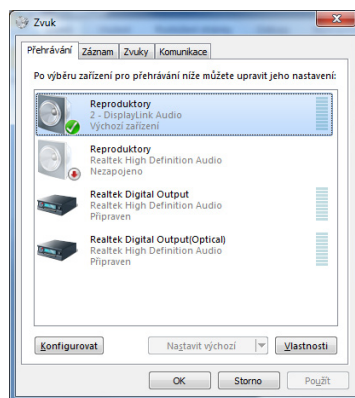 Zvuk
Přehrávání Záznam Zvuky Komunikace
Po výběru zařízení pro přehrávání níže můžete upravit jeho nastavení:
Reproduktory
2 - DisplayLink Audio
Výchozí zařízení
Reproduktory
Realtek High Definition Audio
Nezapojeno
Realtek Digital Output
Realtek High Definition Audio
Připraven
Realtek Digital Output(Optical)
Realtek High Definition Audio
Připraven
Konfigurovat Nastavit výchozí Vlastnosti
OK Storno Použít